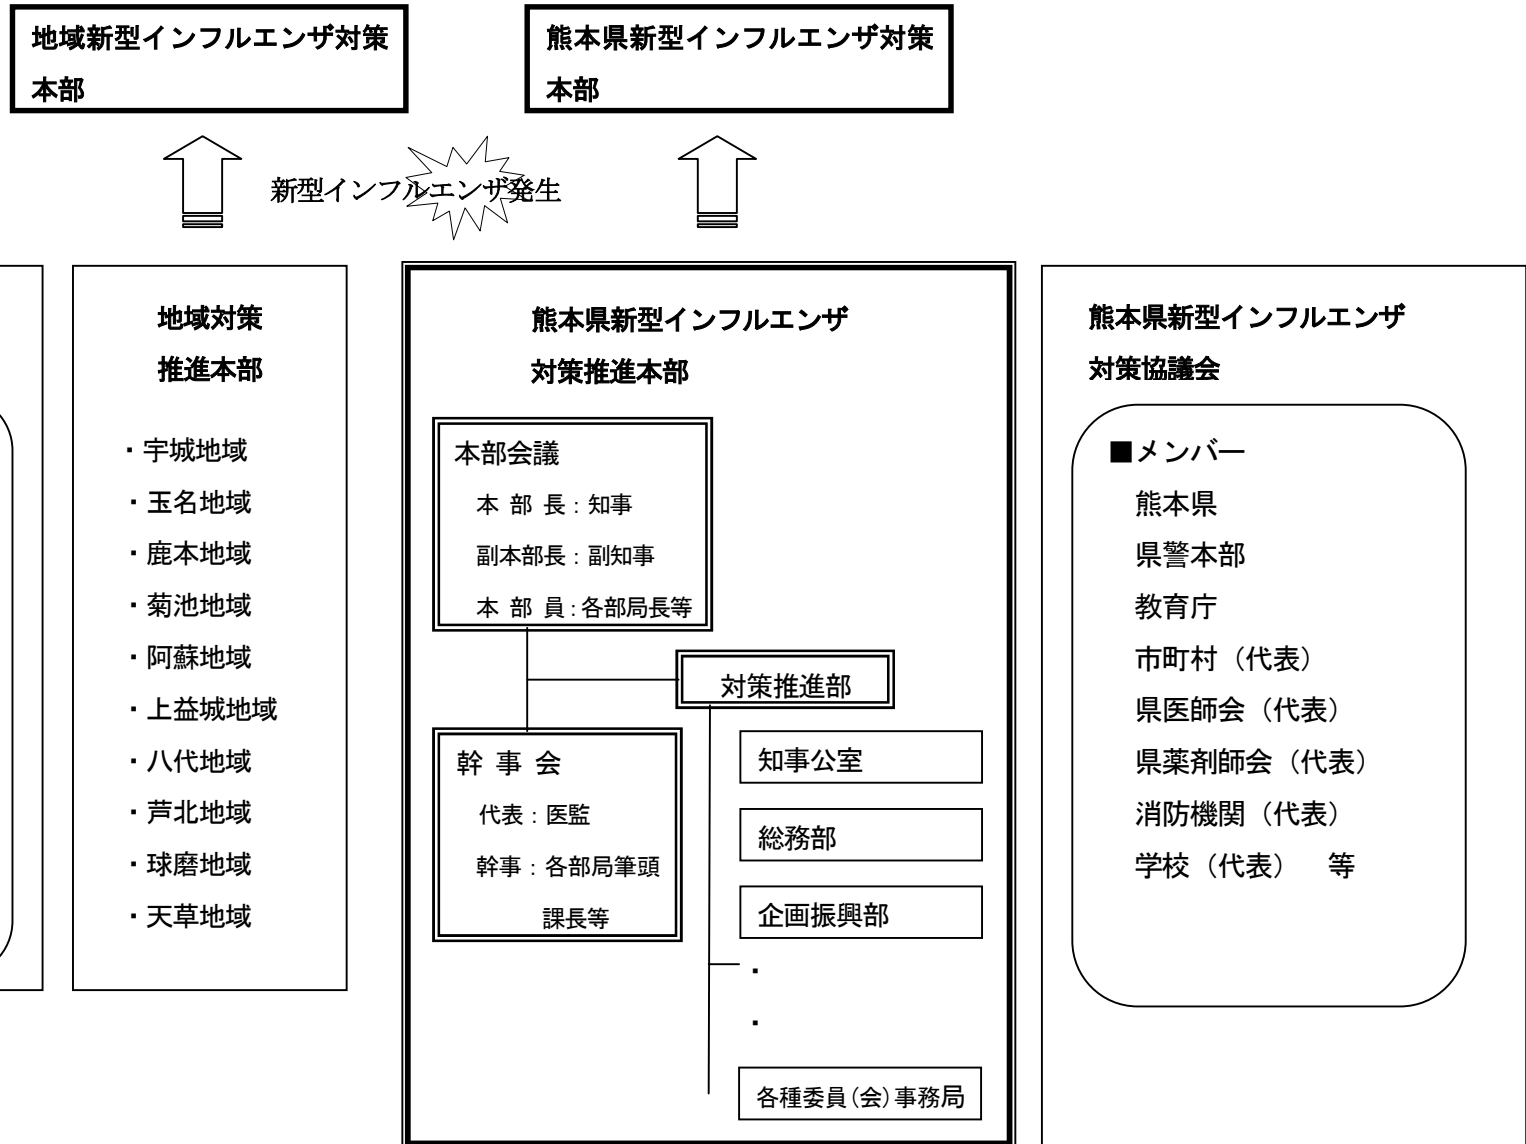 地域新型インフルエンザ対策
本部
熊本県新型インフルエンザ対策
本部
新型インフルエンザ発生
地域対策
推進本部
・宇城地域
・玉名地域
・鹿本地域
・菊池地域
・阿蘇地域
・上益城地域
・八代地域
・芦北地域
・球磨地域
・天草地域
熊本県新型インフルエンザ
対策推進本部
本部会議
本 部 長：知事
副本部長：副知事
本 部 員：各部局長等
対策推進部
幹 事 会
代表：医監
幹事：各部局筆頭
課長等
知事公室
総務部
企画振興部
・
・
各種委員（会）事務局
熊本県新型インフルエンザ
対策協議会
■メンバー
熊本県
県警本部
教育庁
市町村（代表）
県医師会（代表）
県薬剤師会（代表）
消防機関（代表）
学校（代表）　等